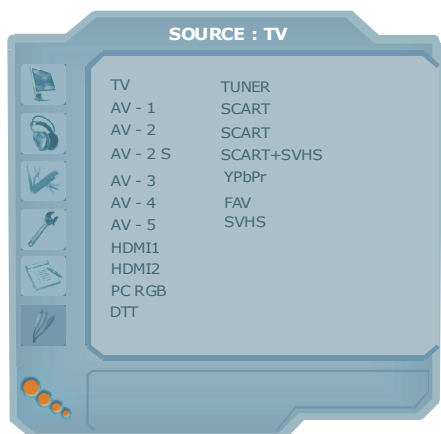 SOURCE : TV
TV TUNER
AV - 1 SCART
AV - 2 SCART
AV - 2 S SCART+SVHS
AV - 3 YPbPr
AV - 4 FAV
AV - 5 SVHS
HDMI1
HDMI2
PC RGB
DTT